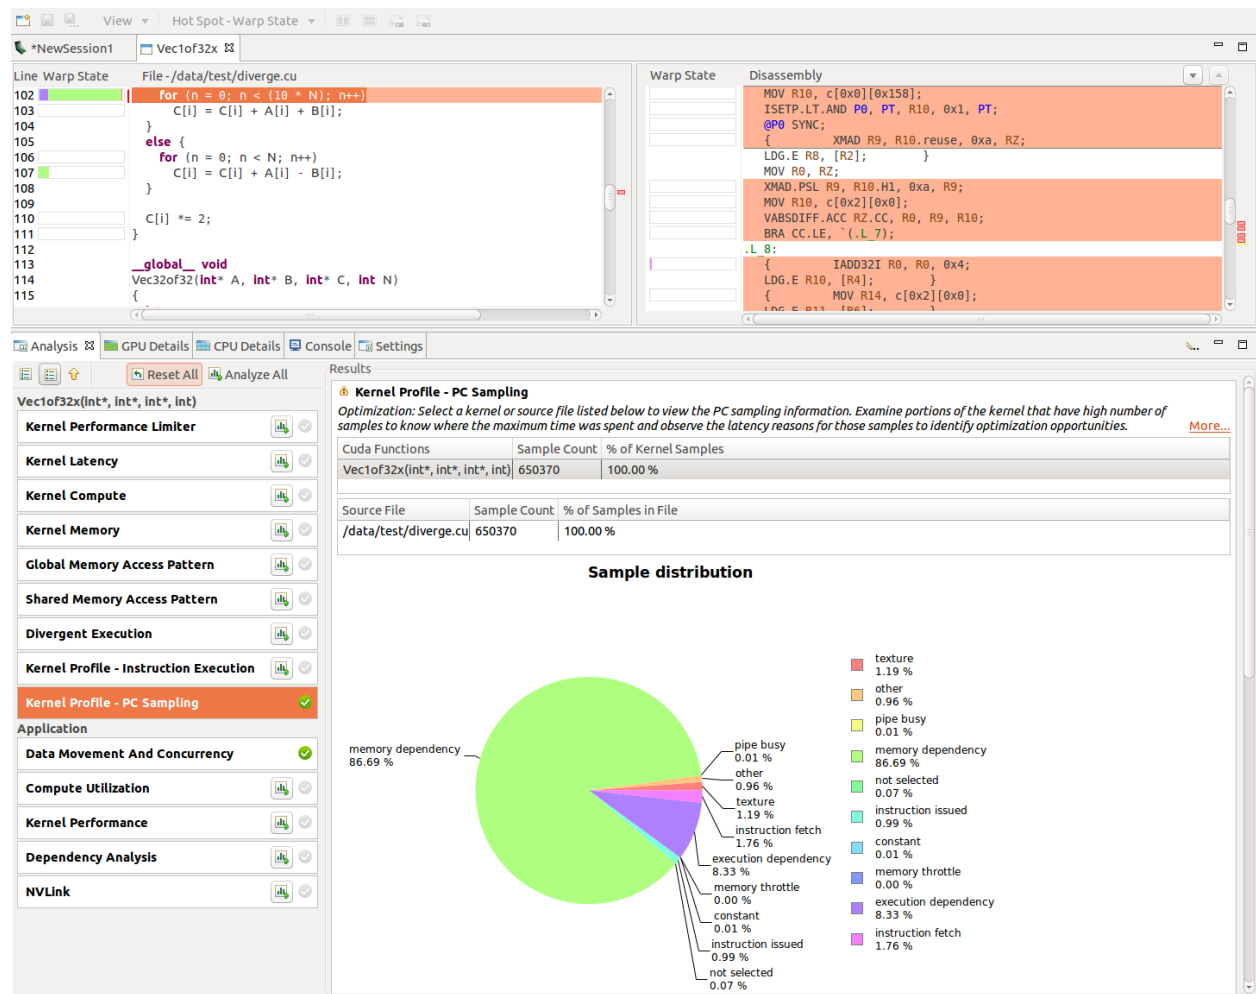 View Hot Spot - Warp State
*NewSession1 Vec1of32x
Line Warp State File - /data/test/diverge.cu
102 for (n = 0; n < (10 * N); n++)
103 C[i] = C[i] + A[i] + B[i];
104 }
105 else {
106 for (n = 0; n < N; n++)
107 C[i] = C[i] + A[i] - B[i];
108 }
109
110 C[i] *= 2;
111 }
112
113 __global__ void
114 Vec32of32(int* A, int* B, int* C, int N)
115 {
Warp State Disassembly
MOV R10, c[0x0][0x158];
ISETP.LT.AND P0, PT, R10, 0x1, PT;
@P0 SYNC;
{ XMAD R9, R10.reuse, 0xa, RZ;
LDG.E R8, [R2]; }
MOV R0, RZ;
XMAD.PSL R9, R10.H1, 0xa, R9;
MOV R10, c[0x2][0x0];
VABSDIFF.ACC RZ.CC, R0, R9, R10;
BRA CC.LE, `(.L_7);
.L_8:
{ IADD32I R0, R0, 0x4;
LDG.E R10, [R4]; }
{ MOV R14, c[0x2][0x0];
LDG.E R11, [R6]; }
Analysis GPU Details CPU Details Console Settings
Reset All Analyze All
Vec1of32x(int*, int*, int*, int)
Kernel Performance Limiter
Kernel Latency
Kernel Compute
Kernel Memory
Global Memory Access Pattern
Shared Memory Access Pattern
Divergent Execution
Kernel Profile - Instruction Execution
Kernel Profile - PC Sampling
Application
Data Movement And Concurrency
Compute Utilization
Kernel Performance
Dependency Analysis
NVLink
Results
Kernel Profile - PC Sampling
Optimization: Select a kernel or source file listed below to view the PC sampling information. Examine portions of the kernel that have high number of
samples to know where the maximum time was spent and observe the latency reasons for those samples to identify optimization opportunities. More...
Cuda Functions Sample Count % of Kernel Samples
Vec1of32x(int*, int*, int*, int) 650370 100.00 %
Source File Sample Count % of Samples in File
/data/test/diverge.cu 650370 100.00 %
Sample distribution
memory dependency
86.69 %
pipe busy
0.01 %
other
0.96 %
texture
1.19 %
instruction fetch
1.76 %
execution dependency
8.33 %
memory throttle
0.00 %
constant
0.01 %
instruction issued
0.99 %
not selected
0.07 %
texture
1.19 %
other
0.96 %
pipe busy
0.01 %
memory dependency
86.69 %
not selected
0.07 %
instruction issued
0.99 %
constant
0.01 %
memory throttle
0.00 %
execution dependency
8.33 %
instruction fetch
1.76 %